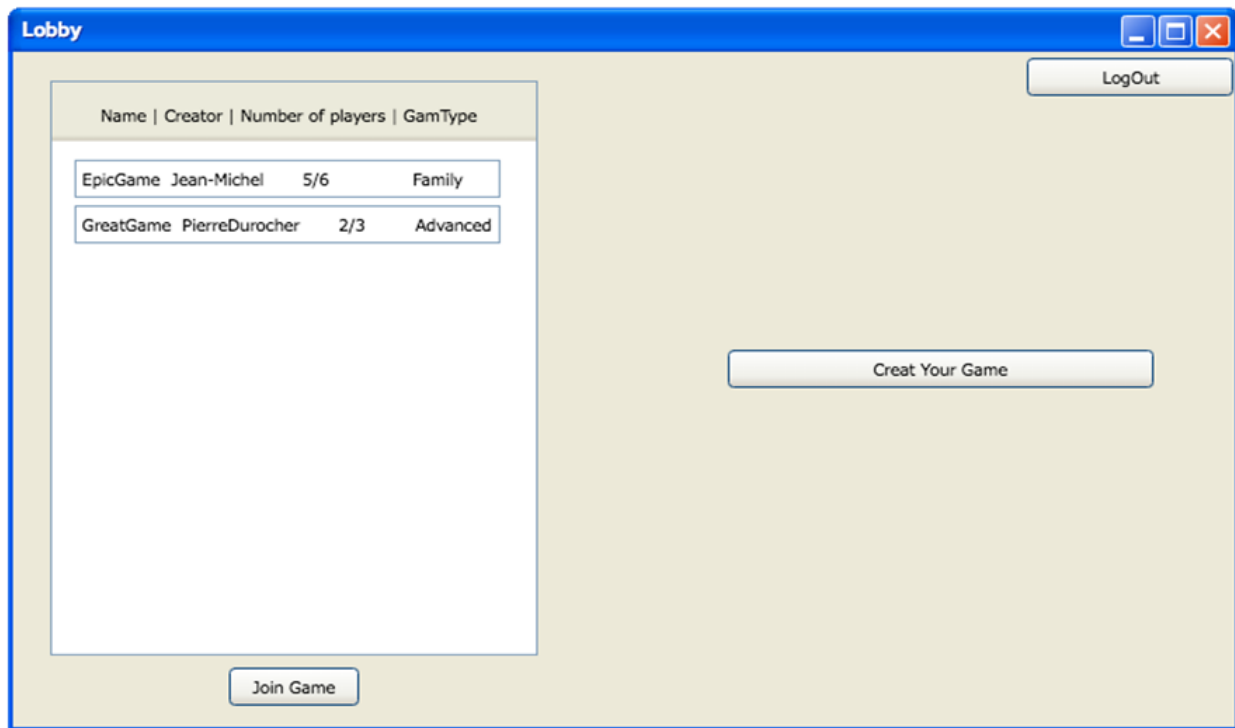 Lobby
LogOut
Name | Creator | Number of players | GamType
EpicGame Jean-Michel 5/6 Family
GreatGame PierreDurocher 2/3 Advanced
Creat Your Game
Join Game